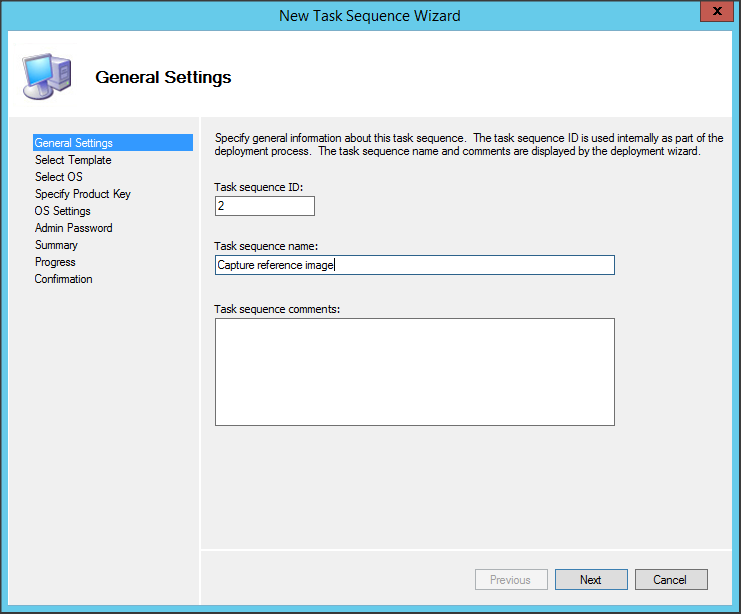 New Task Sequence Wizard
x
General Settings
General Settings
Select Template
Select OS
Specify Product Key
OS Settings
Admin Password
Summary
Progress
Confirmation
Specify general information about this task sequence.  The task sequence ID is used internally as part of the
deployment process.  The task sequence name and comments are displayed by the deployment wizard.
Task sequence ID:
2
Task sequence name:
Capture reference image
Task sequence comments:
Previous
Next
Cancel